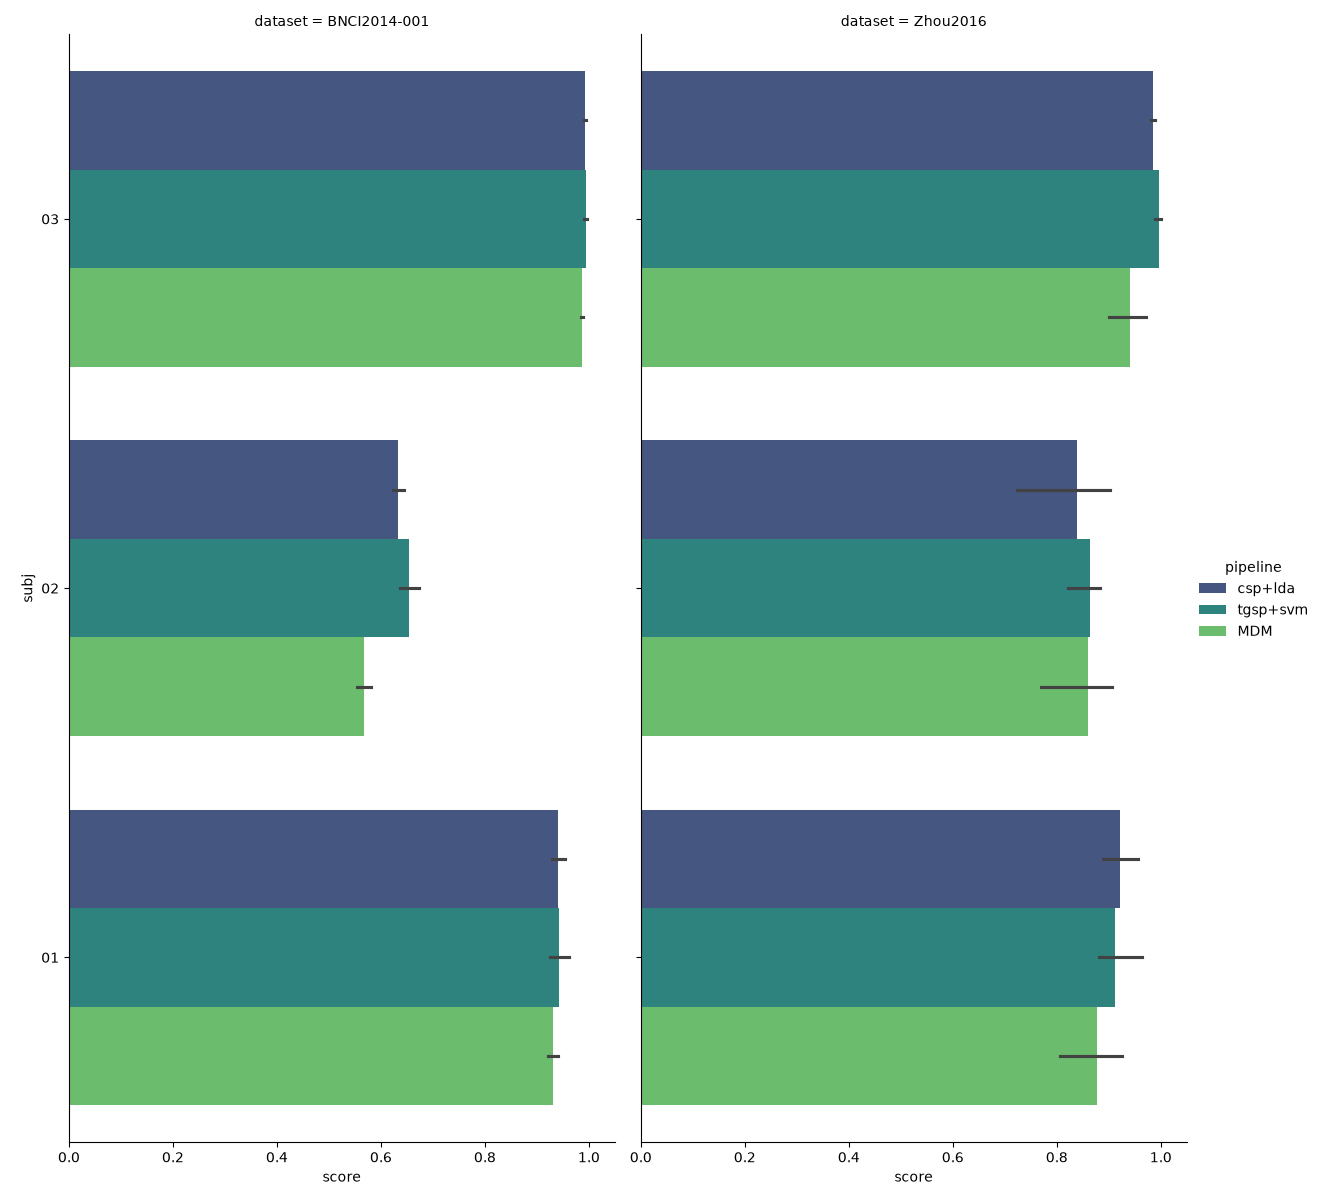 dataset = BNCI2014-001
dataset = Zhou2016
03
02
01
subj
0.0 0.2 0.4 0.6 0.8 1.0
score
0.0 0.2 0.4 0.6 0.8 1.0
score
pipeline
csp+lda
tgsp+svm
MDM